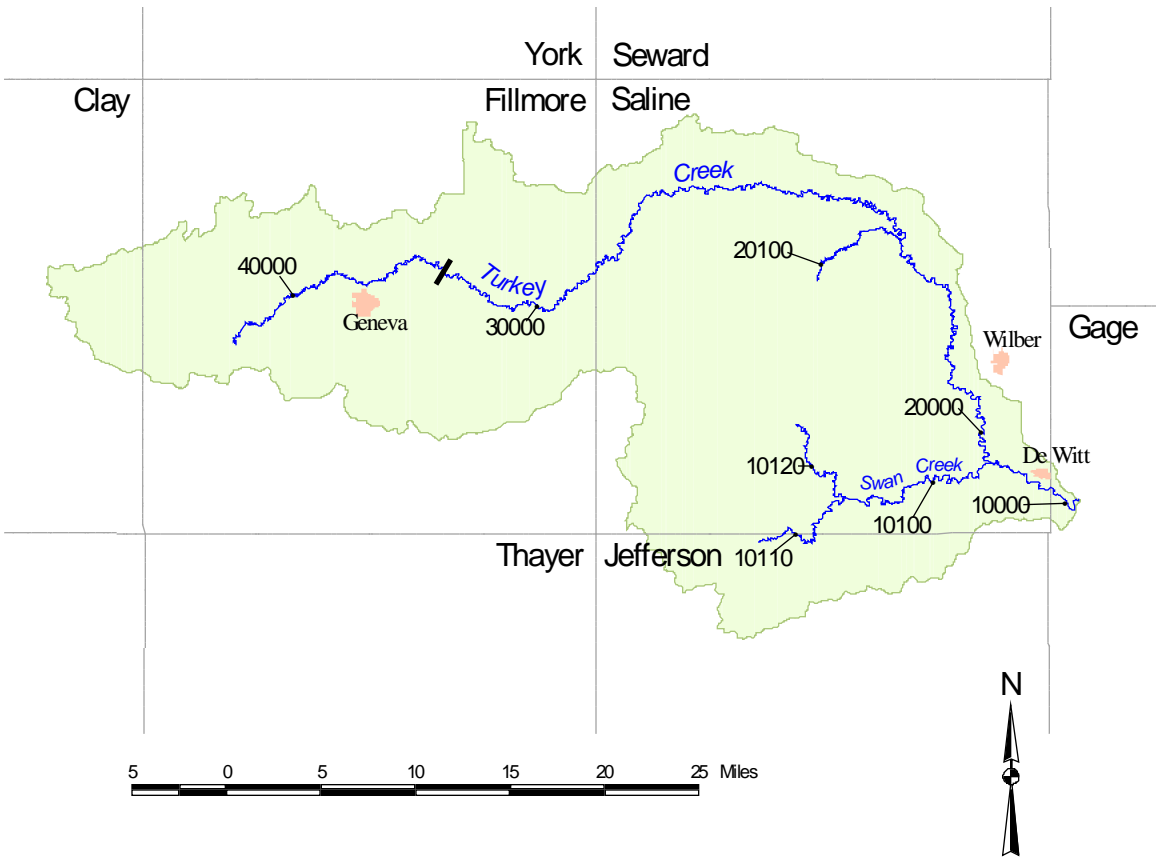 York Seward
Clay Fillmore Saline
Creek
40000
20100
Turkey
Geneva
30000
Gage
Wilber
20000
De Witt
10120
Swan Creek
10000
10100
Thayer Jefferson 10110
N
5 0 5 10 15 20 25 Miles